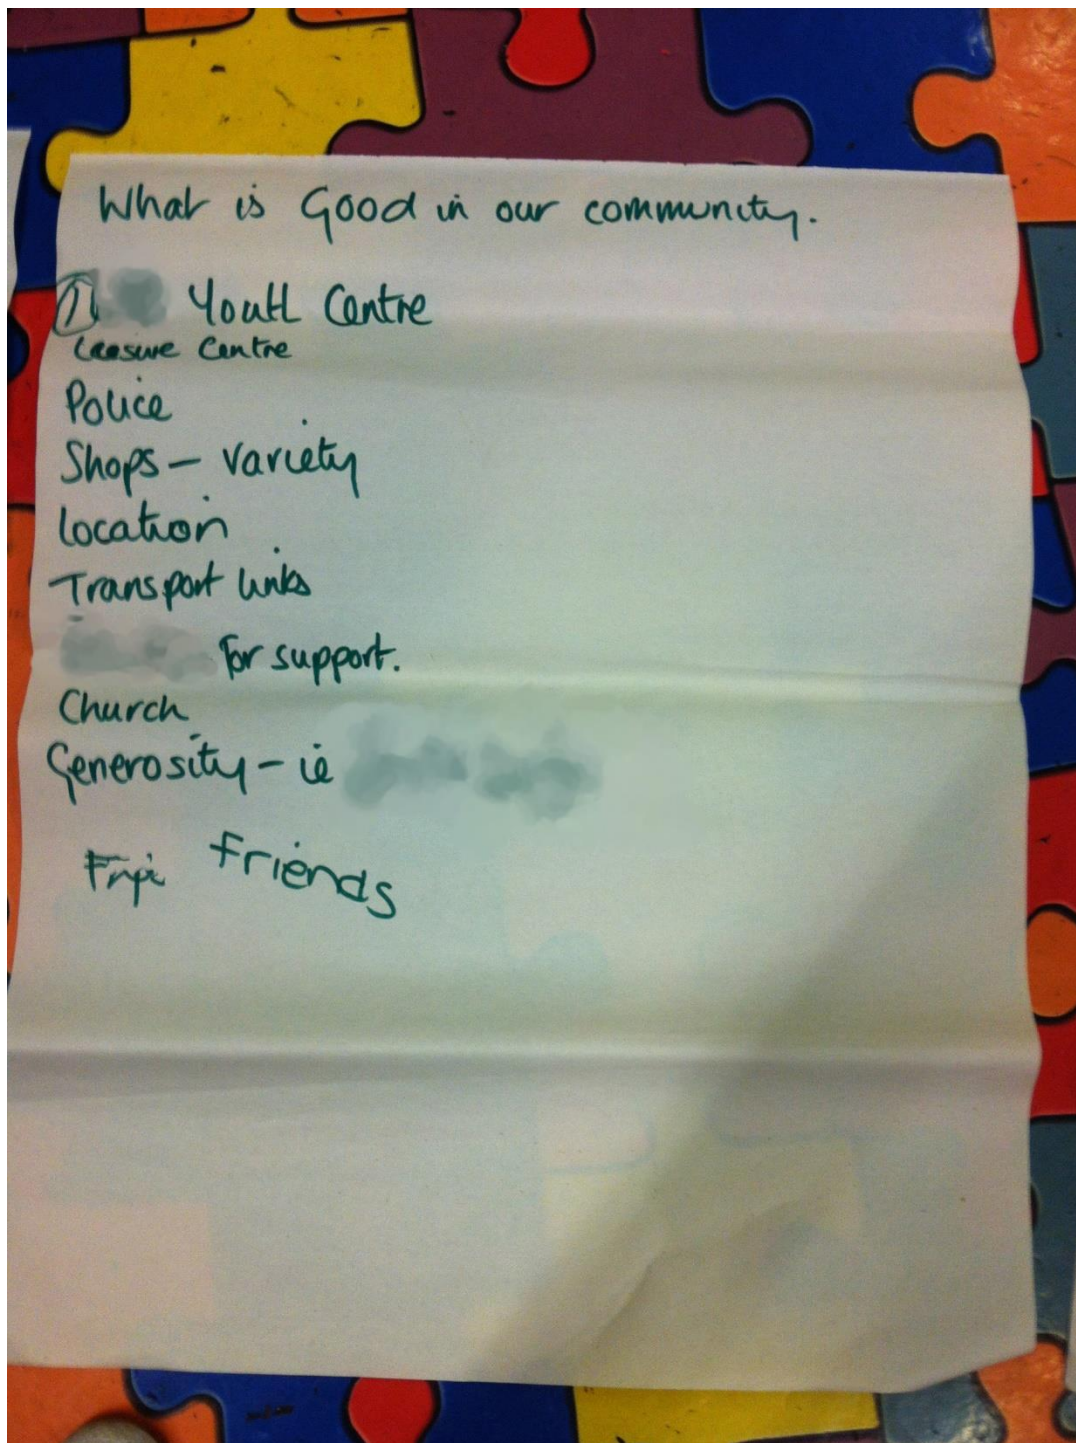 What is Good in our community.
1 Youth Centre
Leasure Centre
Police
Shops - variety
Location
Transport links
for support.
Church
Generosity - ie
friends